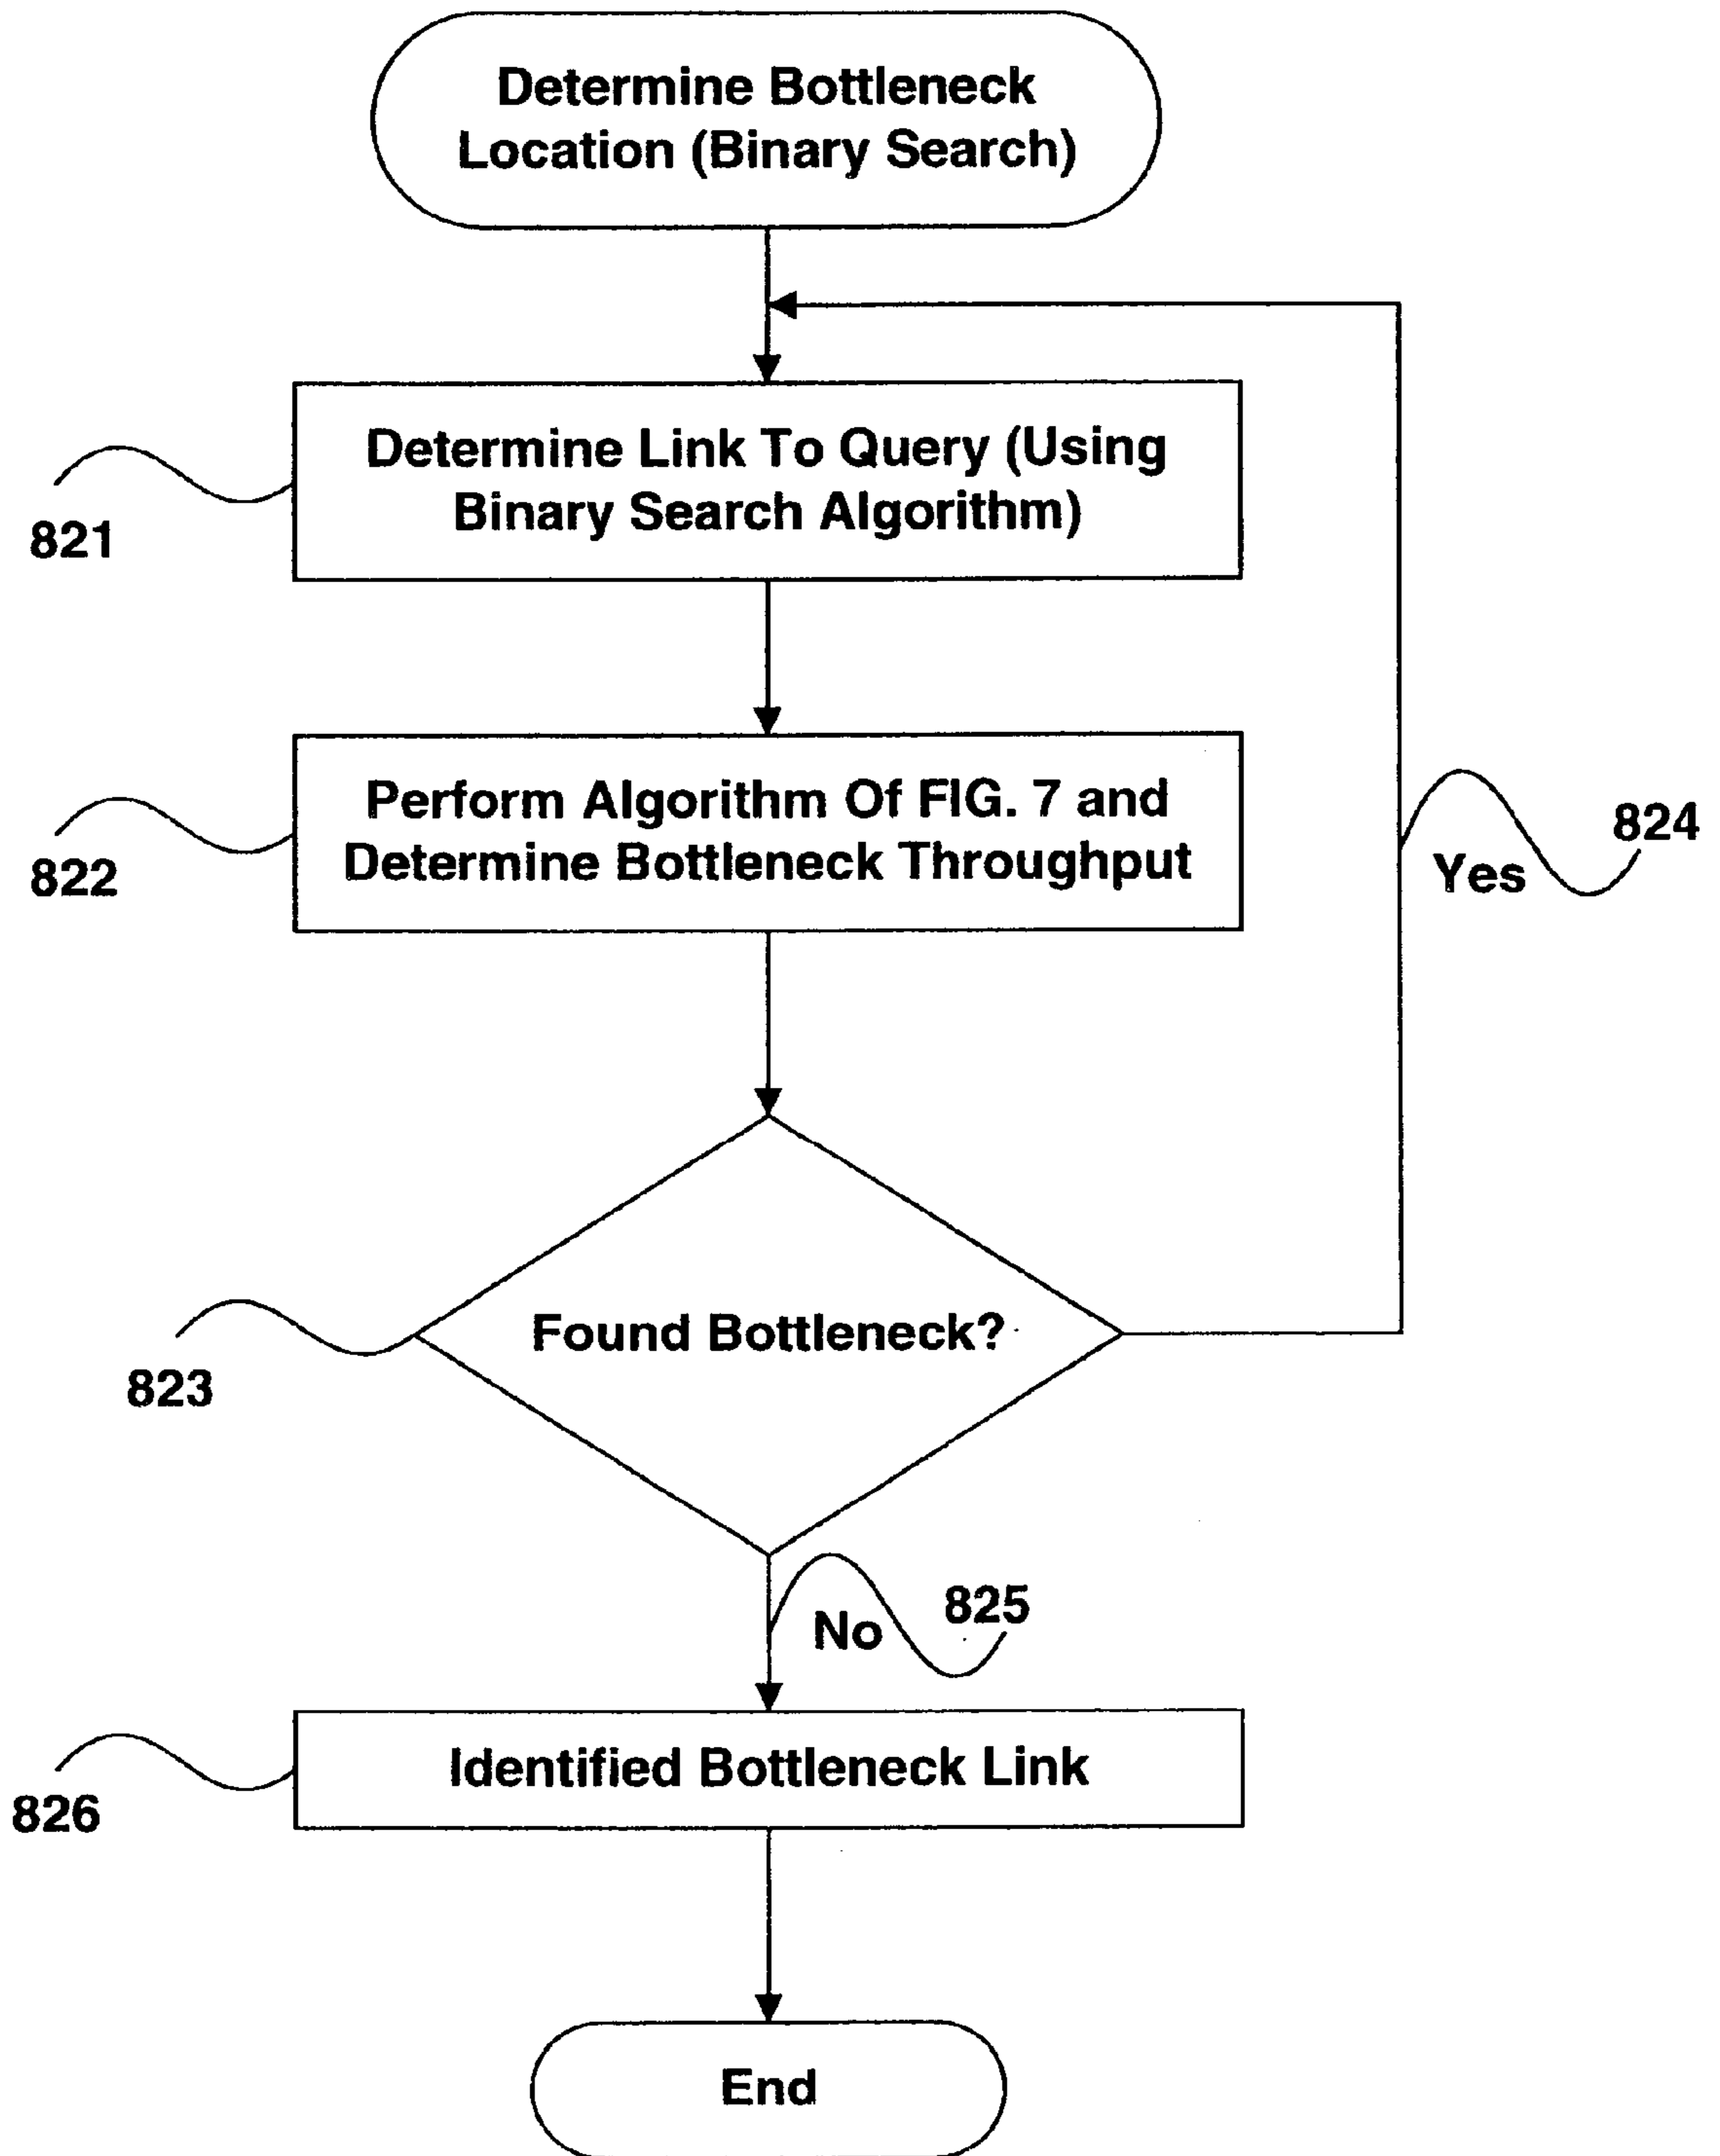 Determine Bottleneck
Location (Binary Search)
Determine Link To Query (Using
Binary Search Algorithm)
821
Perform Algorithm Of FIG. 7 and
Determine Bottleneck Throughput
822
824
Yes
Found Bottleneck?
823
825
No
Identified Bottleneck Link
826
End